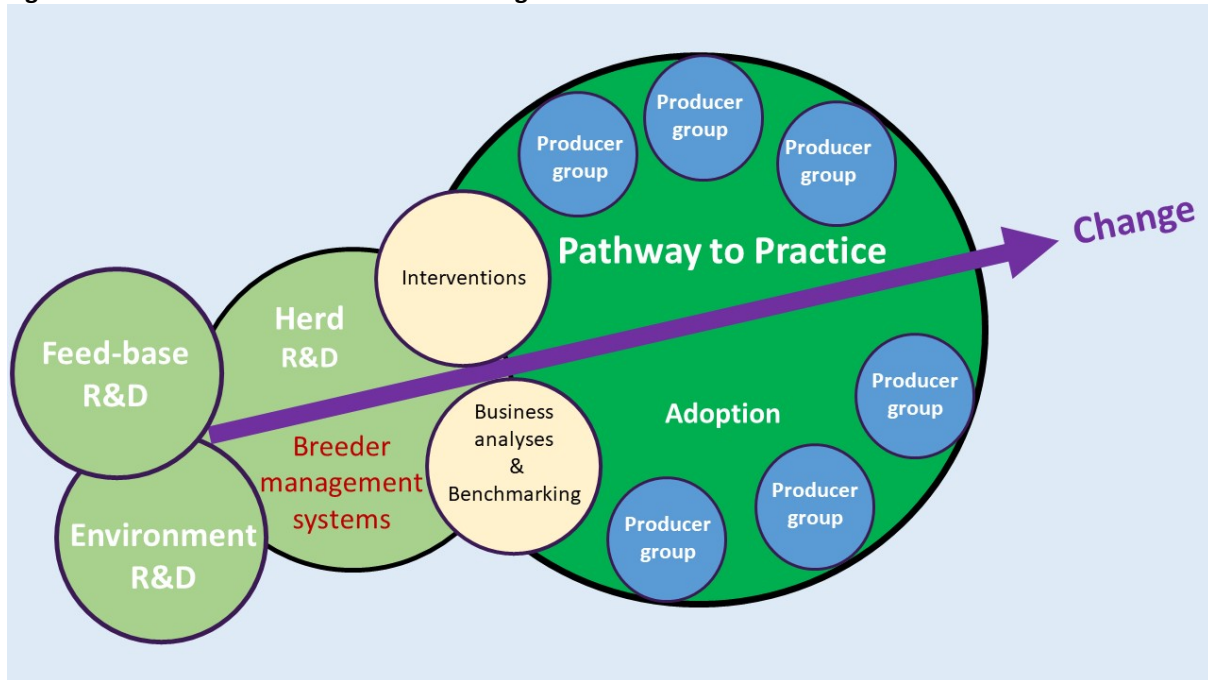 Producer
group
Producer
group
Producer
group
Change
Pathway to Practice
Interventions
Herd
R&D
Feed-base
R&D
Producer
group
Business
analyses
&
Benchmarking
Adoption
Breeder
management
systems
Producer
group
Producer
group
Environment
R&D